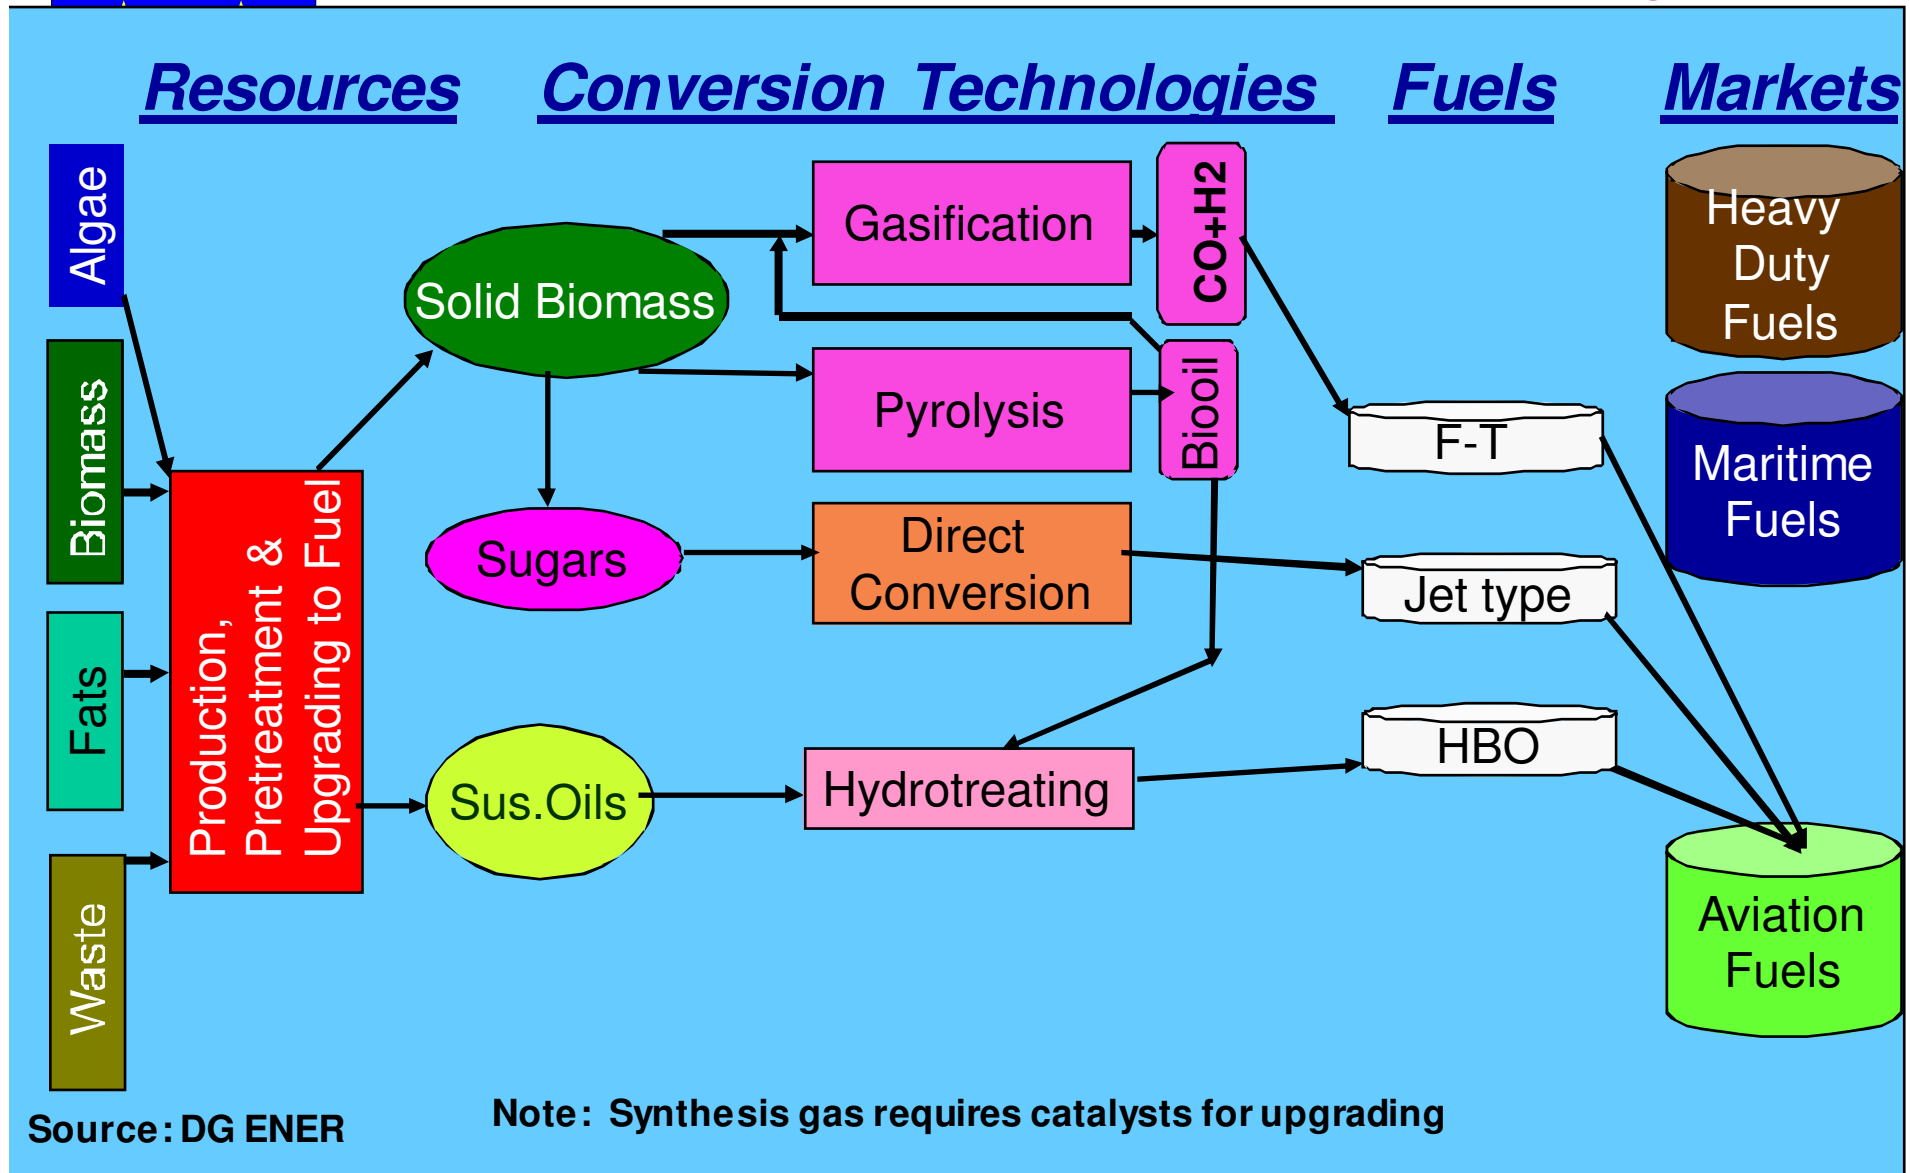 Resources
Conversion Technologies
Fuels
Markets
Algae
Biomass
Fats
Waste
Production,
Pretreatment &
Upgrading to Fuel
Solid Biomass
Sugars
Sus.Oils
Gasification
Pyrolysis
Direct
Conversion
Hydrotreating
CO+H2
Biooil
F-T
Jet type
HBO
Heavy
Duty
Fuels
Maritime
Fuels
Aviation
Fuels
Source: DG ENER
Note: Synthesis gas requires catalysts for upgrading